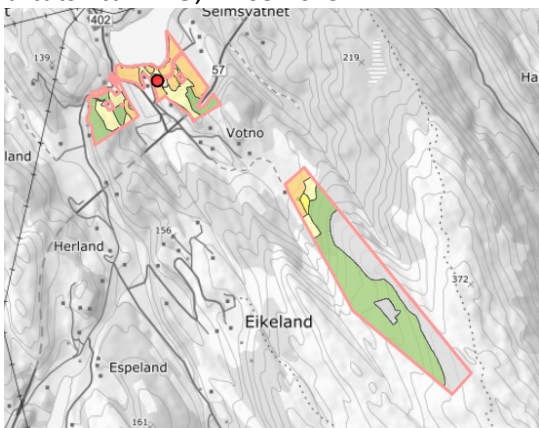 Seimsvatnet
402
139
57
219
Ha
Votno
land
Herland
156
372
Eikeland
Espeland
161